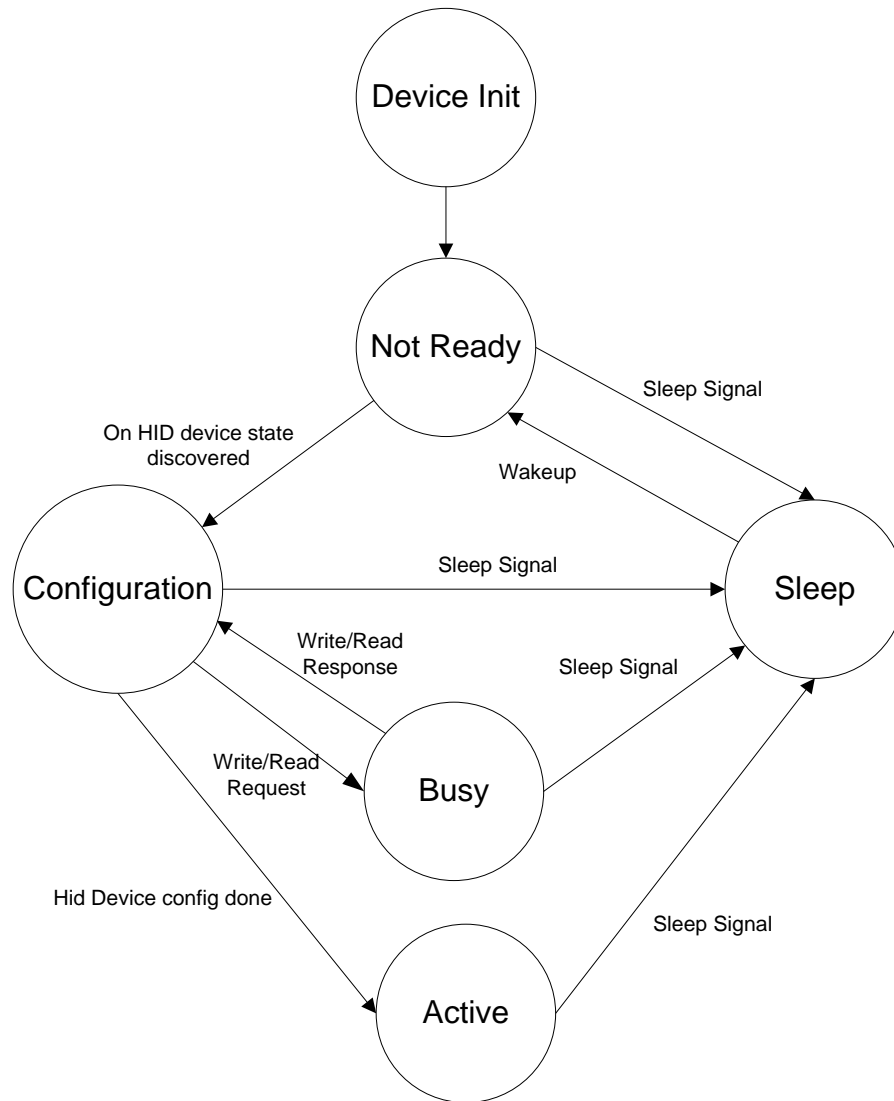 Device Init
Not Ready
Sleep Signal
On HID device state
discovered
Wakeup
Configuration
Sleep Signal
Sleep
Write/Read
Response
Sleep Signal
Write/Read
Request
Busy
Hid Device config done
Sleep Signal
Active